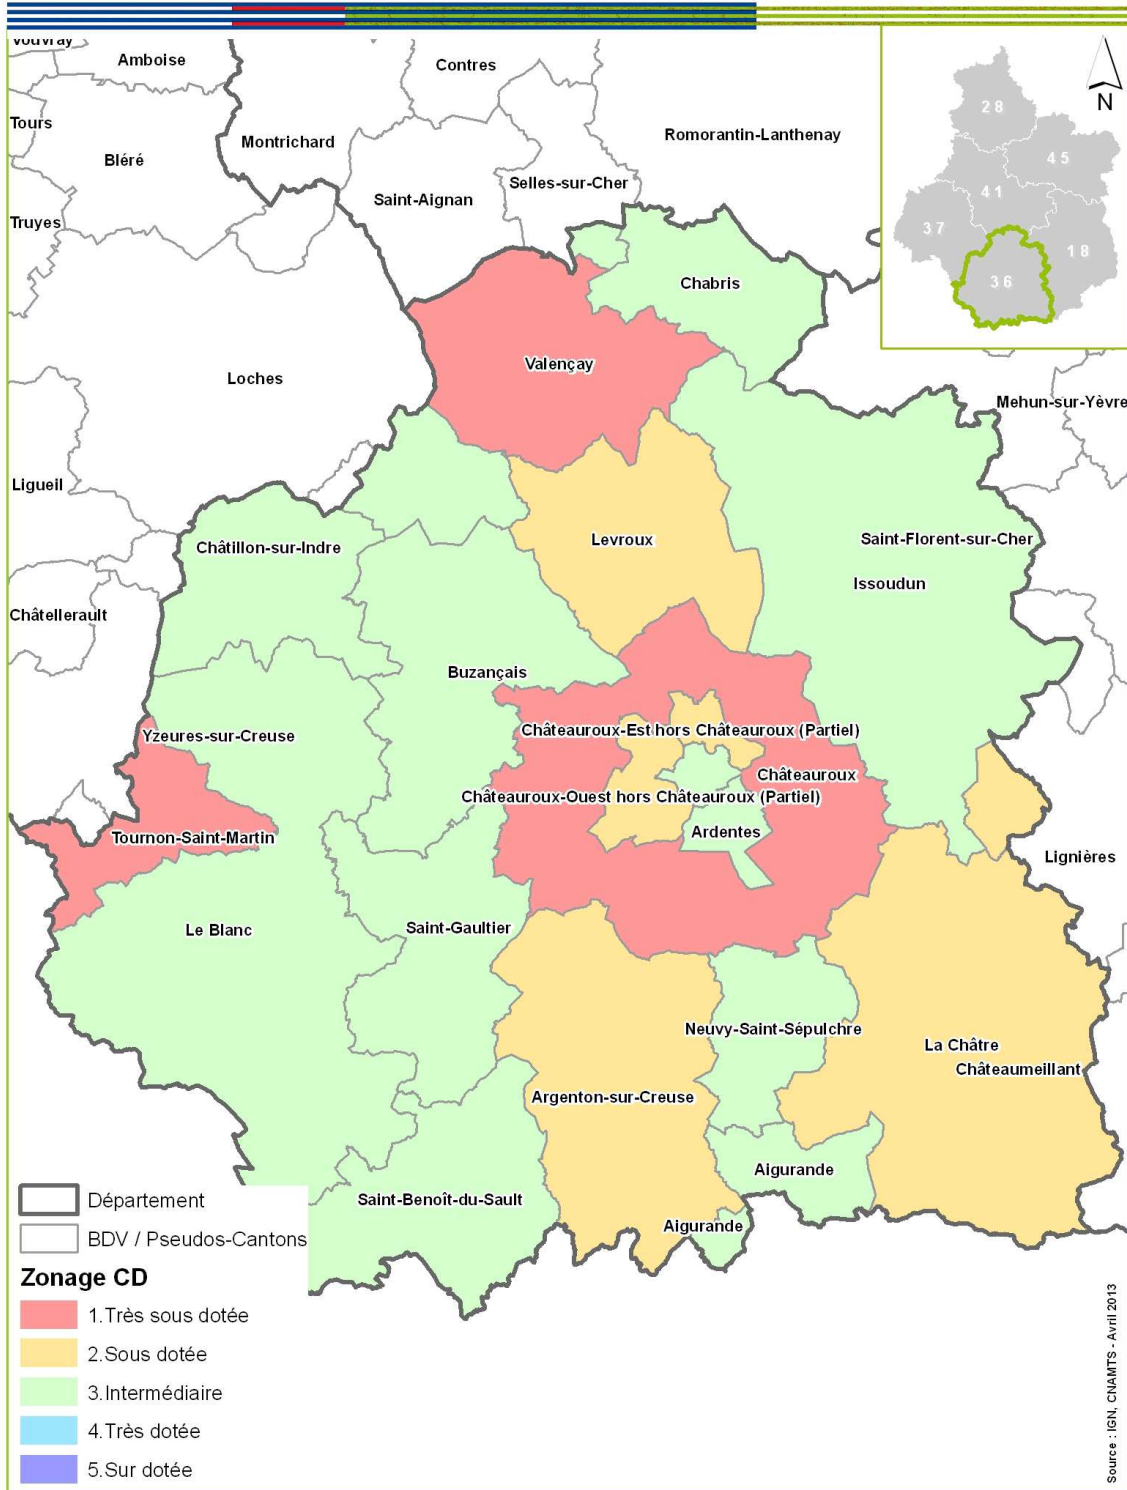 Vouvray
Amboise
Contres
Tours
Bléré
Montrichard
Romorantin-Lanthenay
Selles-sur-Cher
Saint-Aignan
Truyes
N
28
45
41
37
18
36
Chabris
Valençay
Loches
Mehun-sur-Yèvre
Ligueil
Châtillon-sur-Indre
Levroux
Saint-Florent-sur-Cher
Issoudun
Châtellerault
Buzançais
Yzeures-sur-Creuse
Châteauroux-Est hors Châteauroux (Partiel)
Châteauroux
Châteauroux-Ouest hors Châteauroux (Partiel)
Tournon-Saint-Martin
Ardentes
Lignières
Le Blanc
Saint-Gaultier
Neuvy-Saint-Sépulchre
La Châtre
Châteaumeillant
Argenton-sur-Creuse
Aigurande
Saint-Benoît-du-Sault
Aigurande
Département
BDV / Pseudos-Cantons
Zonage CD
1.Très sous dotée
2.Sous dotée
3.Intermédiaire
4.Très dotée
5.Sur dotée
Source : IGN, CNAMTS - Avril 2013